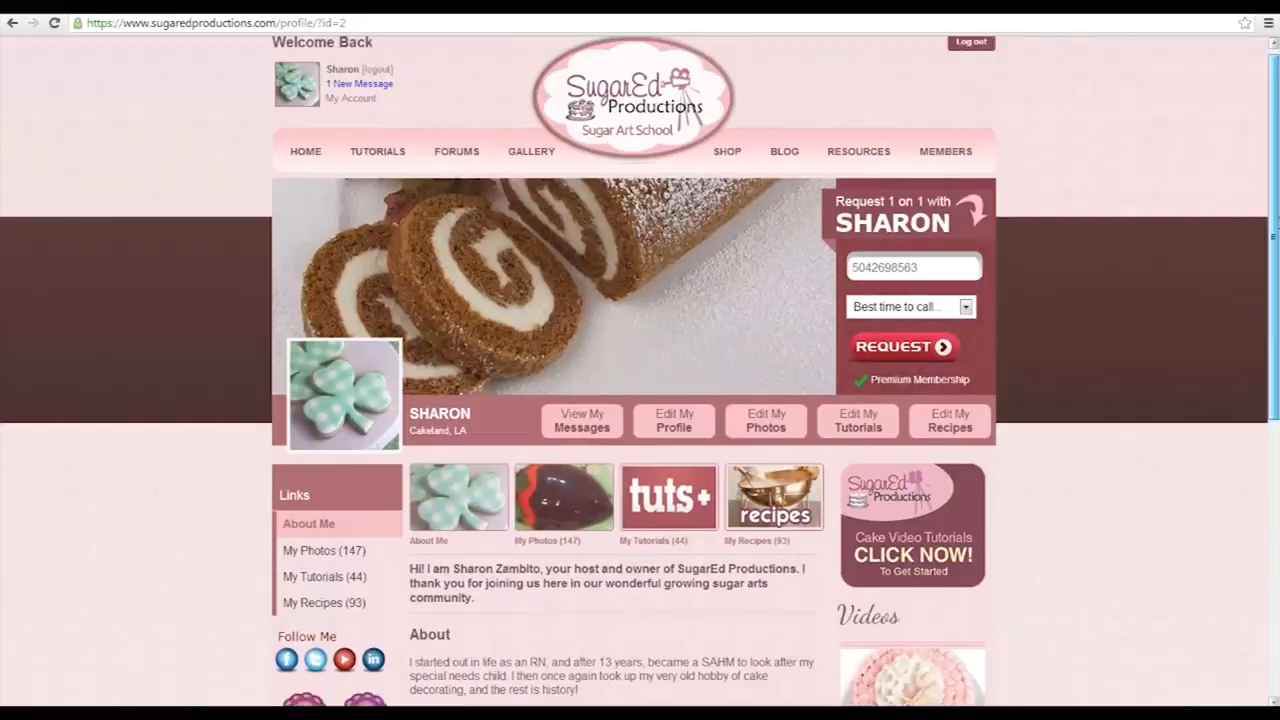 https://www.sugaredproductions.com/profile/?id=2
Welcome Back
Log out
Sharon [logout]
1 New Message
My Account
SugarEd
Productions
Sugar Art School
HOME TUTORIALS FORUMS GALLERY SHOP BLOG RESOURCES MEMBERS
Request 1 on 1 with
SHARON
5042698563
Best time to call...
REQUEST
Premium Membership
SHARON
Cakeland, LA
View My
Messages
Edit My
Profile
Edit My
Photos
Edit My
Tutorials
Edit My
Recipes
Links
About Me
My Photos (147)
My Tutorials (44)
My Recipes (93)
Follow Me
tuts+
recipes
About Me
My Photos (147)
My Tutorials (44)
My Recipes (93)
Hi! I am Sharon Zambito, your host and owner of SugarEd Productions. I
thank you for joining us here in our wonderful growing sugar arts
community.
About
I started out in life as an RN, and after 13 years, became a SAHM to look after my
special needs child. I then once again took up my very old hobby of cake
decorating, and the rest is history!
SugarEd
Productions
Cake Video Tutorials
CLICK NOW!
To Get Started
Videos